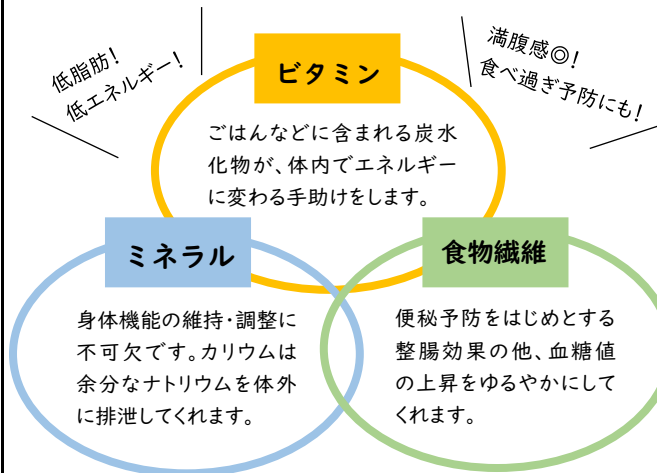 低脂肪!
低エネルギー!
満腹感◎!
食べ過ぎ予防にも!
ビタミン
ごはんなどに含まれる炭水
化物が、体内でエネルギー
に変わる手助けをします。
ミネラル
身体機能の維持・調整に
不可欠です。カリウムは
余分なナトリウムを体外
に排泄してくれます。
食物繊維
便秘予防をはじめとする
整腸効果の他、血糖値
の上昇をゆるやかにして
くれます。